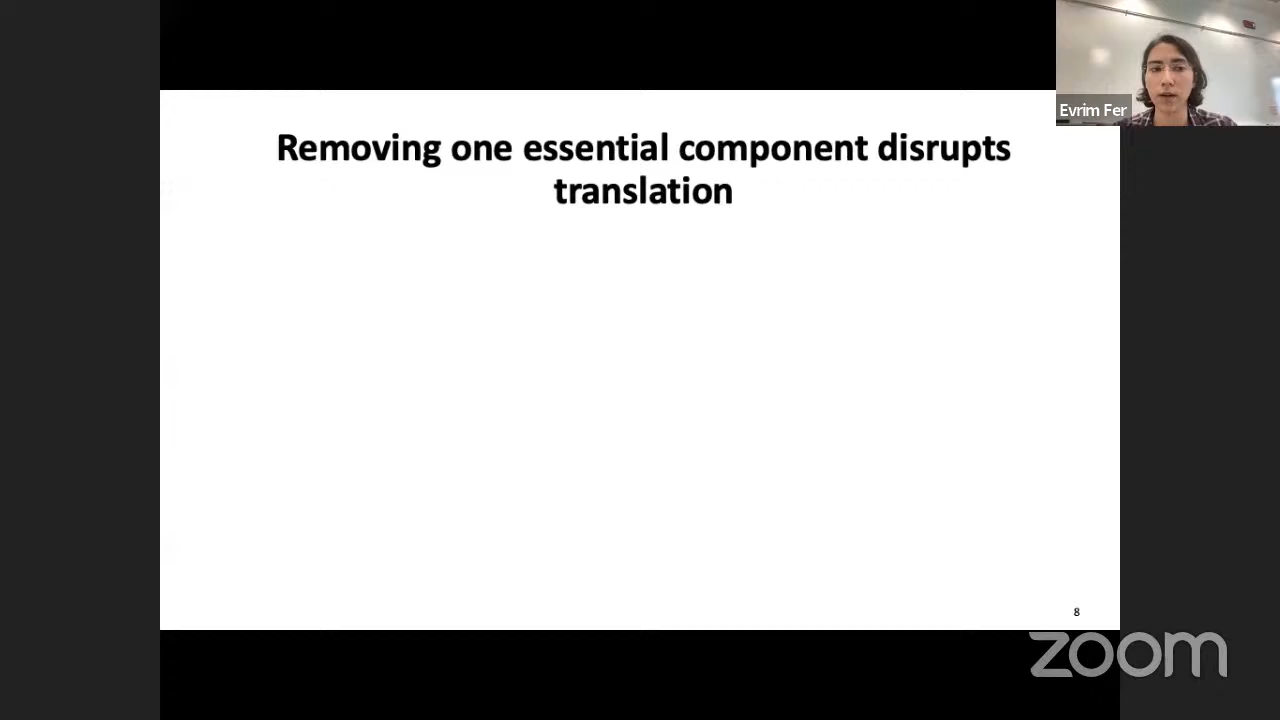 Evrim Fer
Removing one essential component disrupts
translation
8
zoom